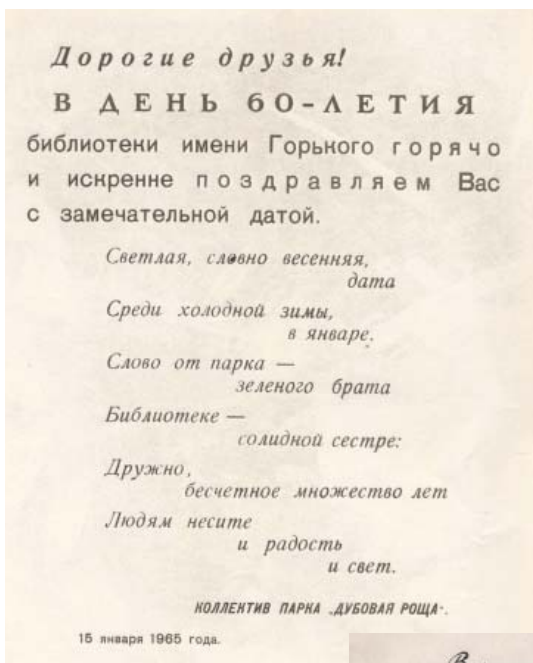 Дорогие друзья!
В ДЕНЬ 60-ЛЕТИЯ
библиотеки имени Горького горячо
и искренне поздравляем Вас
с замечательной датой.
Светлая, словно весенняя,
дата
Среди холодной зимы,
в январе.
Слово от парка —
зеленого брата
Библиотеке —
солидной сестре:
Дружно,
бесчетное множество лет
Людям несите
и радость
и свет.
КОЛЛЕКТИВ ПАРКА „ДУБОВАЯ РОЩА".
15 января 1965 года.